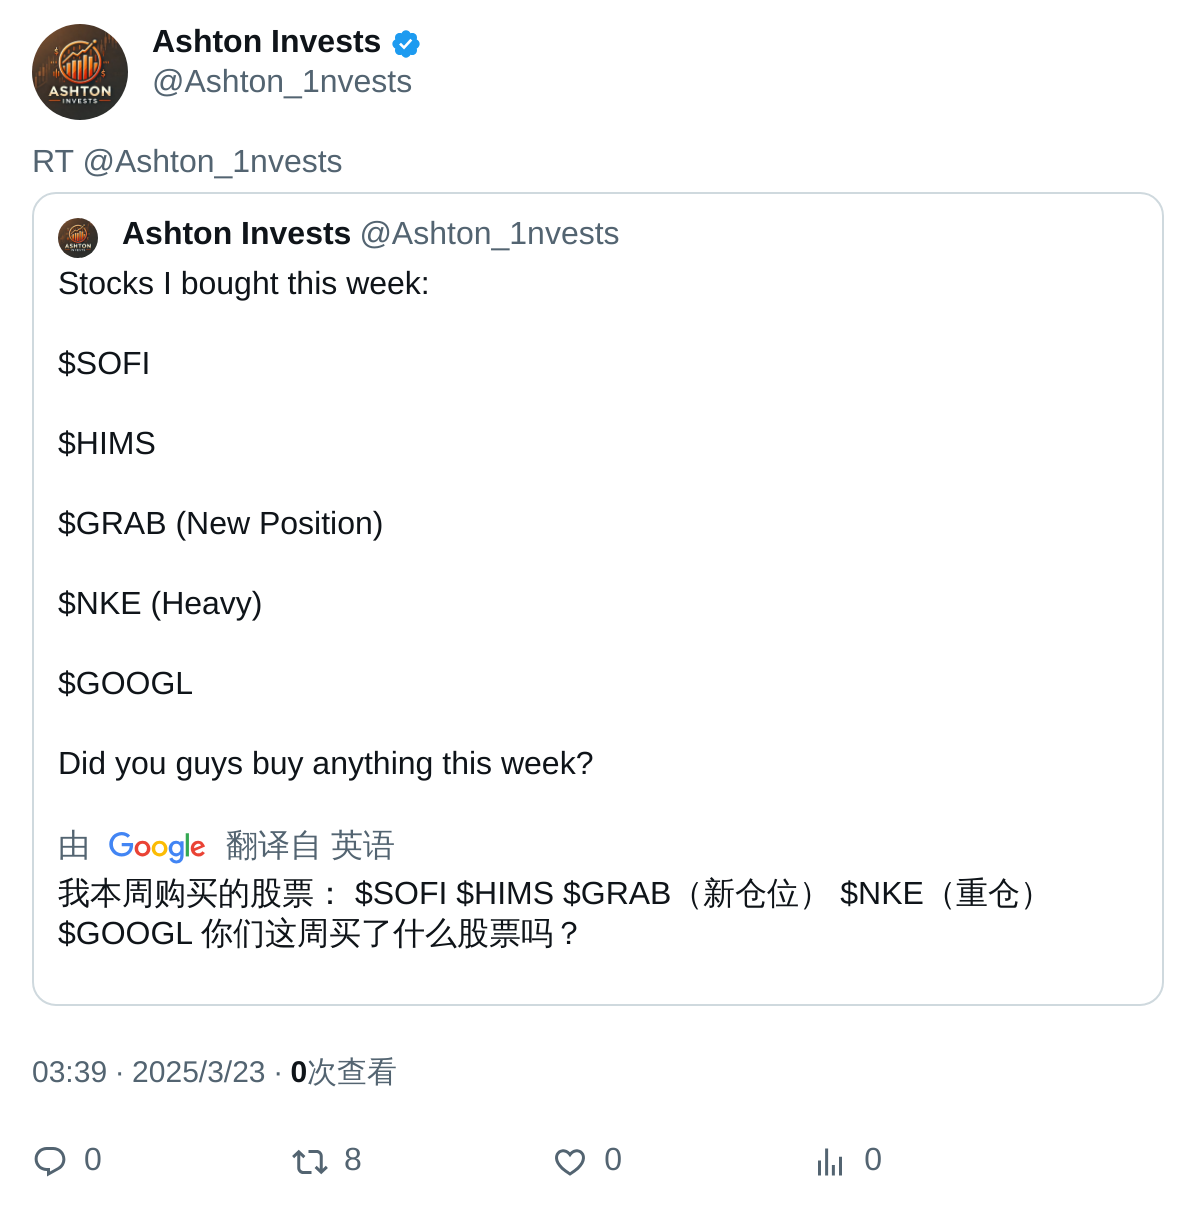 Ashton Invests
@Ashton_1nvests
ASHTON
INVESTS
RT @Ashton_1nvests
Ashton Invests @Ashton_1nvests
ASHTON
Stocks I bought this week:
$SOFI
$HIMS
$GRAB (New Position)
$NKE (Heavy)
$GOOGL
Did you guys buy anything this week?
由 Google 翻译自 英语
我本周购买的股票： $SOFI $HIMS $GRAB（新仓位） $NKE（重仓）
$GOOGL 你们这周买了什么股票吗？
03:39 · 2025/3/23 · 0次查看
0 8 0 0